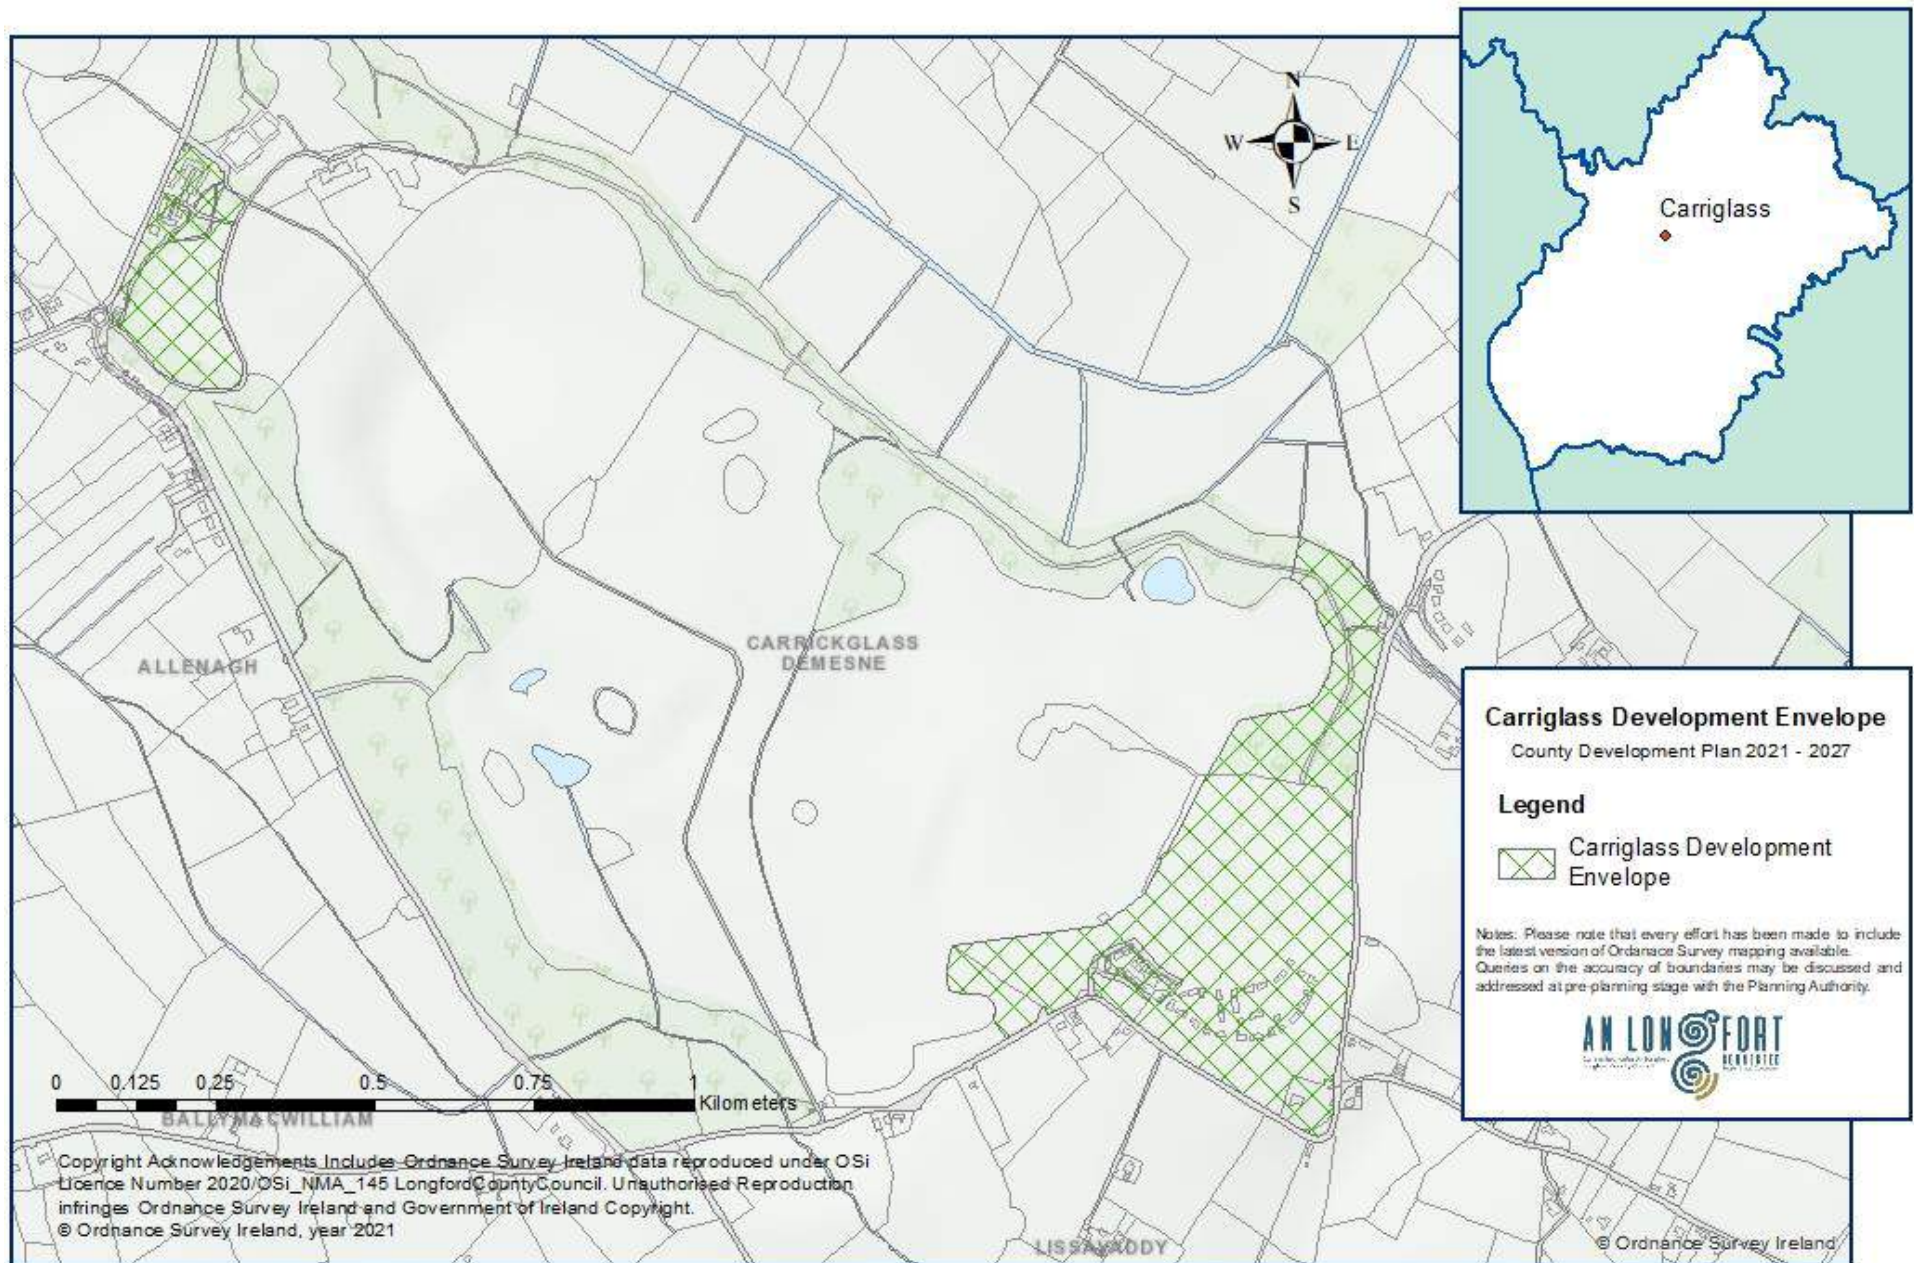 N
W
E
S
Carriglass
CARRICKGLASS
DEMESNE
ALLENAGH
Carriglass Development Envelope
County Development Plan 2021 - 2027
Legend
Carriglass Development
Envelope
Notes: Please note that every effort has been made to include
the latest version of Ordanace Survey mapping available.
Queries on the accuracy of boundaries may be discussed and
addressed at pre-planning stage with the Planning Authority.
AN LONGFORT
0 0.125 0.25 0.5 0.75 1
Kilometers
BALLYMACWILLIAM
Copyright Acknowledgements Includes Ordnance Survey Ireland data reproduced under OSi
Licence Number 2020/OSi_NMA_145 LongfordCountyCouncil. Unauthorised Reproduction
infringes Ordnance Survey Ireland and Government of Ireland Copyright.
© Ordnance Survey Ireland, year 2021
LISSAVADDY
© Ordnance Survey Ireland